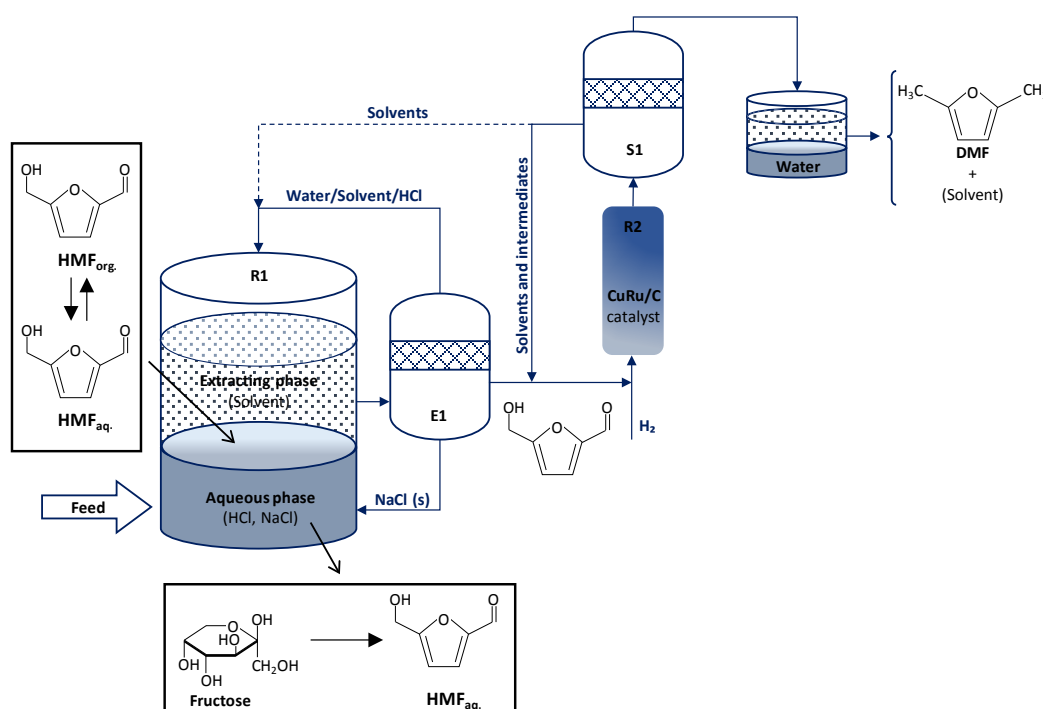 Solvents
S1
Water
H₃C
O
CH
DMF
+
(Solvent)
OH
O
O
HMForg.
OH
O
O
HMFaq.
Water/Solvent/HCl
R1
Extracting phase
(Solvent)
E1
Solvents and intermediates
R2
CuRu/C
catalyst
OH
O
O
H₂
Feed
Aqueous phase
(HCl, NaCl)
NaCl (s)
O
OH
HO
OH
OH
CH₂OH
Fructose
OH
O
O
HMFaq.